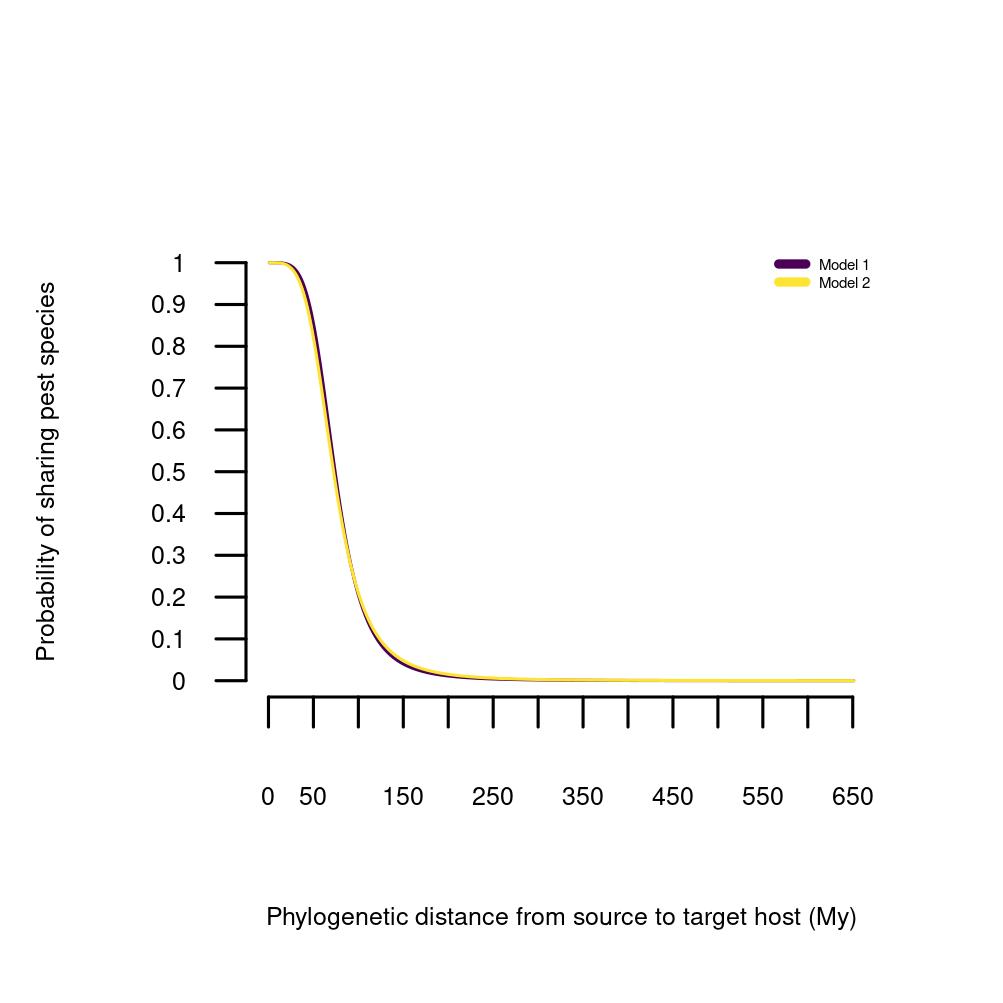 Model 1
Model 2
Probability of sharing pest species
1
0.9
0.8
0.7
0.6
0.5
0.4
0.3
0.2
0.1
0
0 50 150 250 350 450 550 650
Phylogenetic distance from source to target host (My)